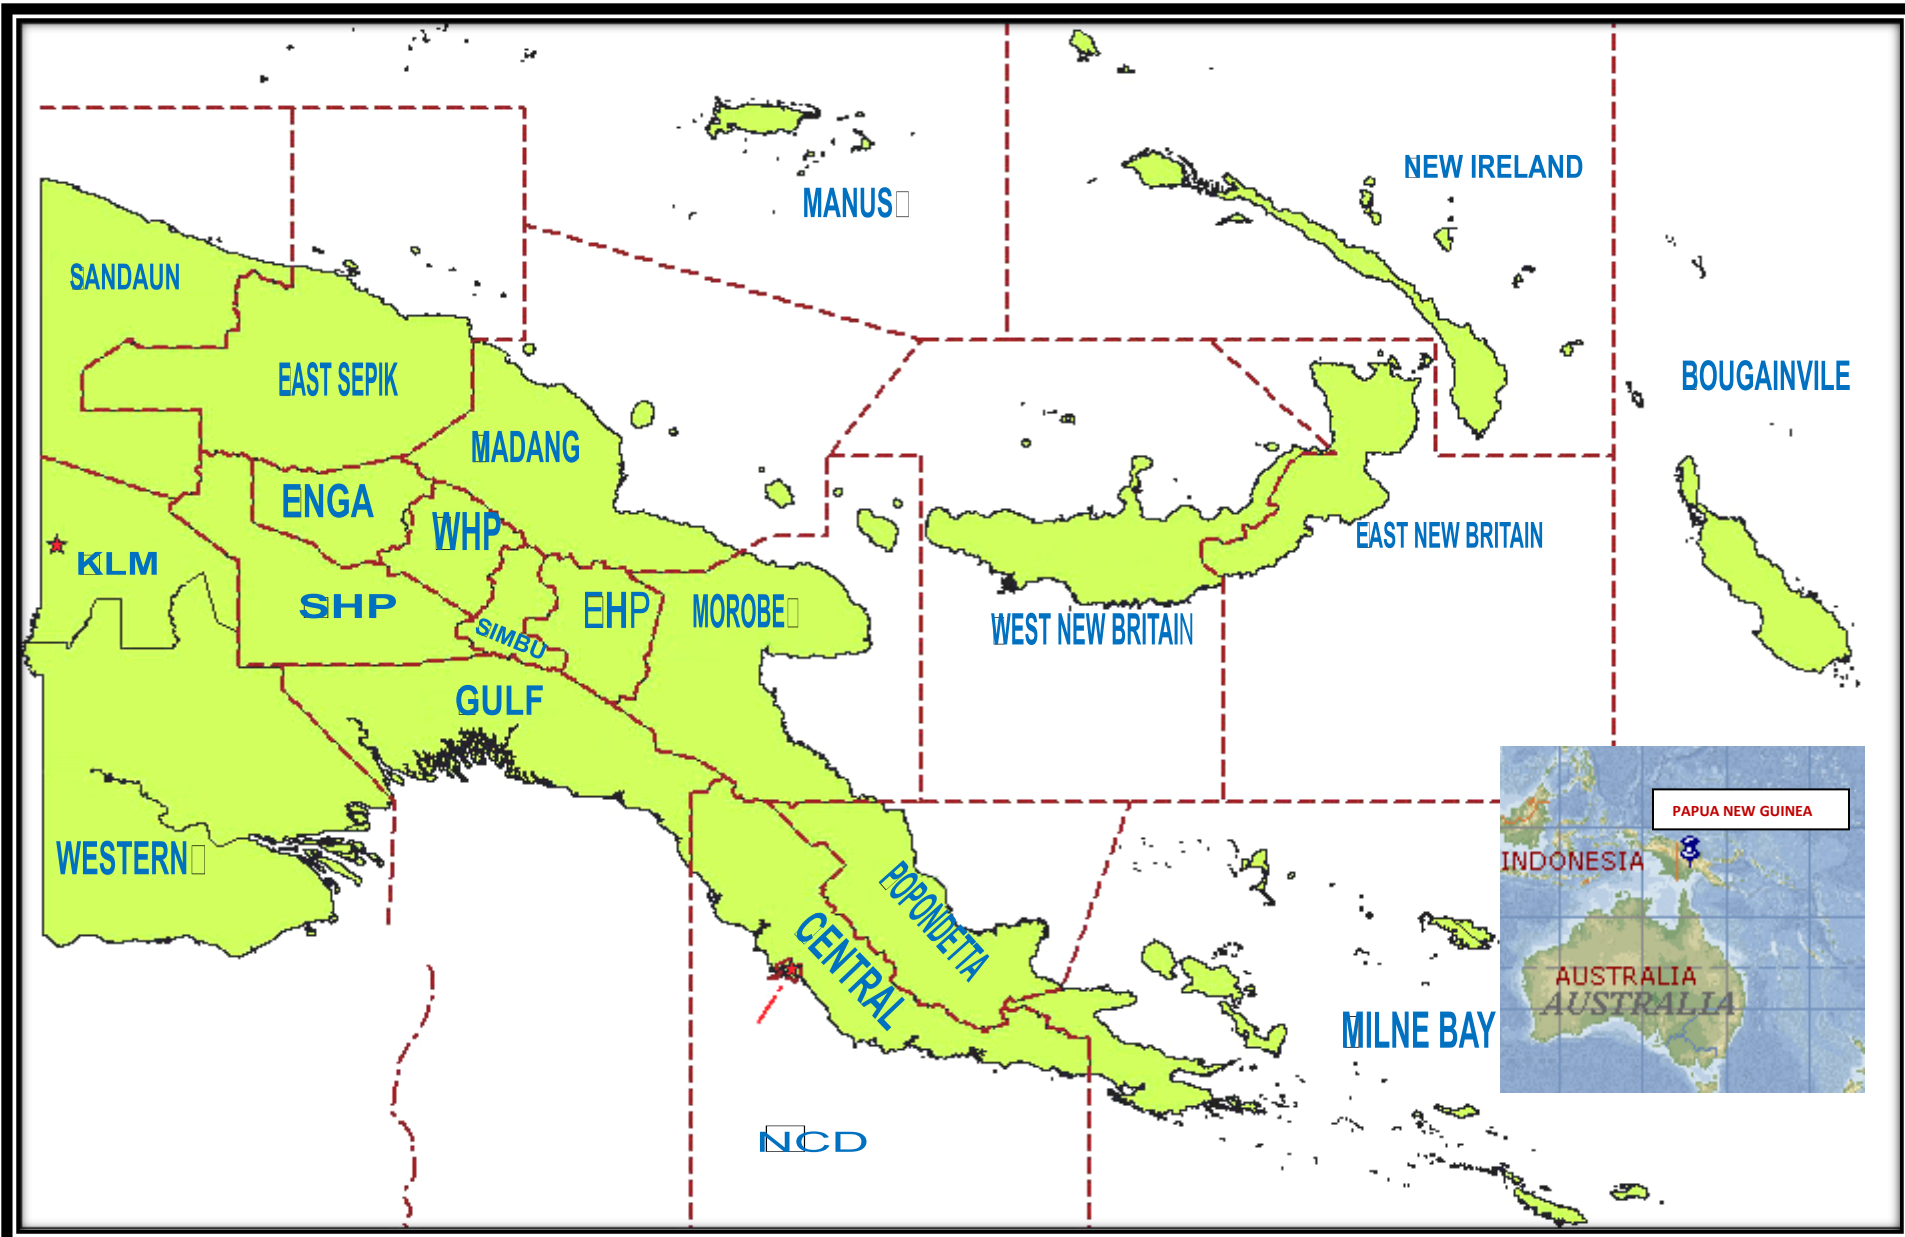 MANUS
NEW IRELAND
SANDAUN
EAST SEPIK
BOUGAINVILE
MADANG
ENGA
WHP
EAST NEW BRITAIN
KLM
SHP
EHP
MOROBE
SIMBU
WEST NEW BRITAIN
GULF
PAPUA NEW GUINEA
WESTERN
INDONESIA
POPONDETTA
CENTRAL
AUSTRALIA
AUSTRALIA
MILNE BAY
NCD